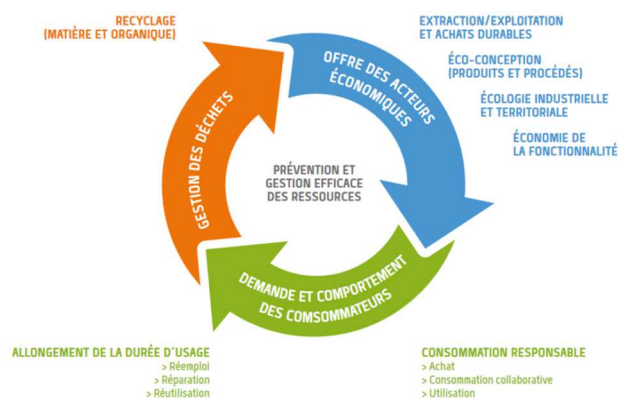 RECYCLAGE
(MATIÈRE ET ORGANIQUE)
EXTRACTION/EXPLOITATION
ET ACHATS DURABLES
ÉCO-CONCEPTION
(PRODUITS ET PROCÉDÉS)
ÉCOLOGIE INDUSTRIELLE
ET TERRITORIALE
ÉCONOMIE DE
LA FONCTIONNALITÉ
OFFRE DES ACTEURS
ÉCONOMIQUES
GESTION DES DÉCHETS
PRÉVENTION ET
GESTION EFFICACE
DES RESSOURCES
DEMANDE ET COMPORTEMENT
DES COMSOMMATEURS
ALLONGEMENT DE LA DURÉE D'USAGE
> Réemploi
> Réparation
> Réutilisation
CONSOMMATION RESPONSABLE
> Achat
> Consommation collaborative
> Utilisation